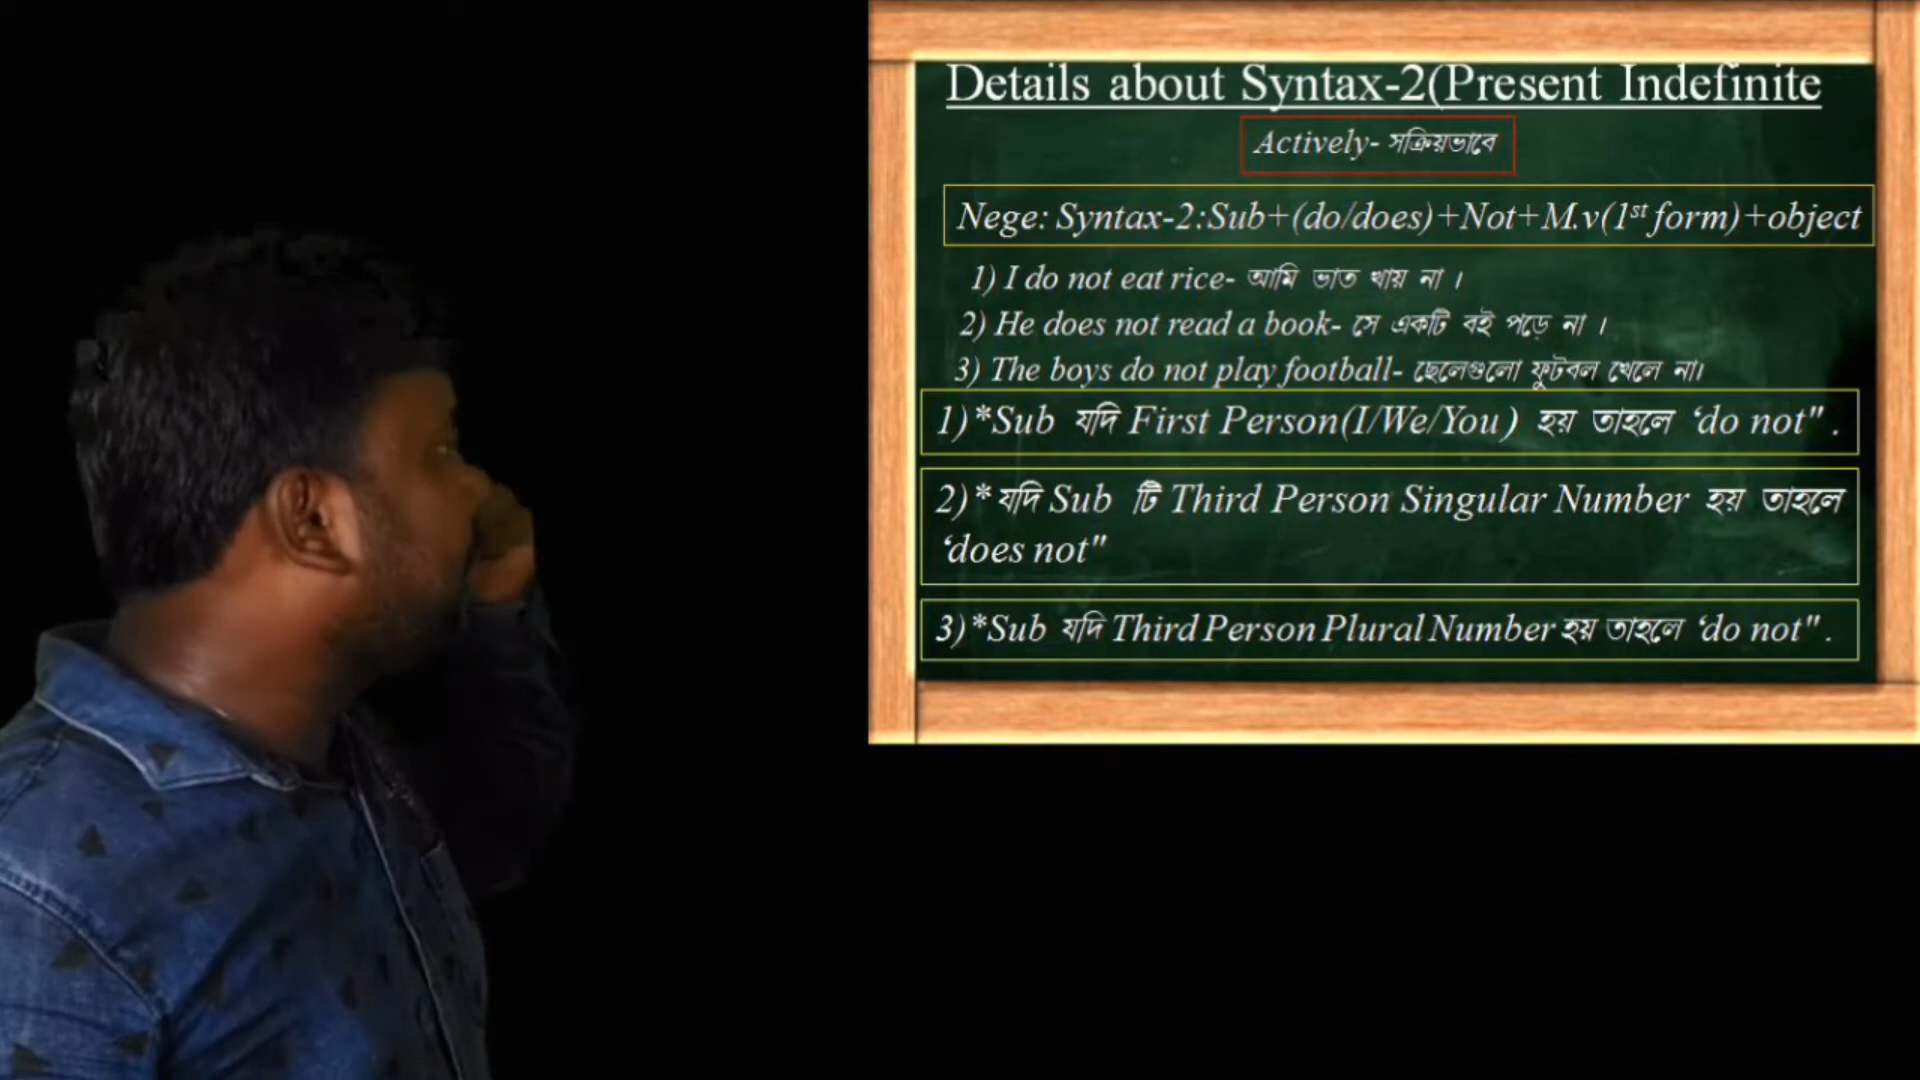 Details about Syntax-2(Present Indefinite
Actively- সক্রিয়ভাবে
Nege: Syntax-2:Sub+(do/does)+Not+M.v(1st form)+object
1) I do not eat rice- আমি ভাত খায় না ।
2) He does not read a book- সে একটি বই পড়ে না ।
3) The boys do not play football- ছেলেগুলো ফুটবল খেলে না।
1)*Sub যদি First Person(I/We/You) হয় তাহলে ‘do not" .
2)* যদি Sub টি Third Person Singular Number হয় তাহলে
‘does not"
3)*Sub যদি Third Person Plural Number হয় তাহলে ‘do not" .